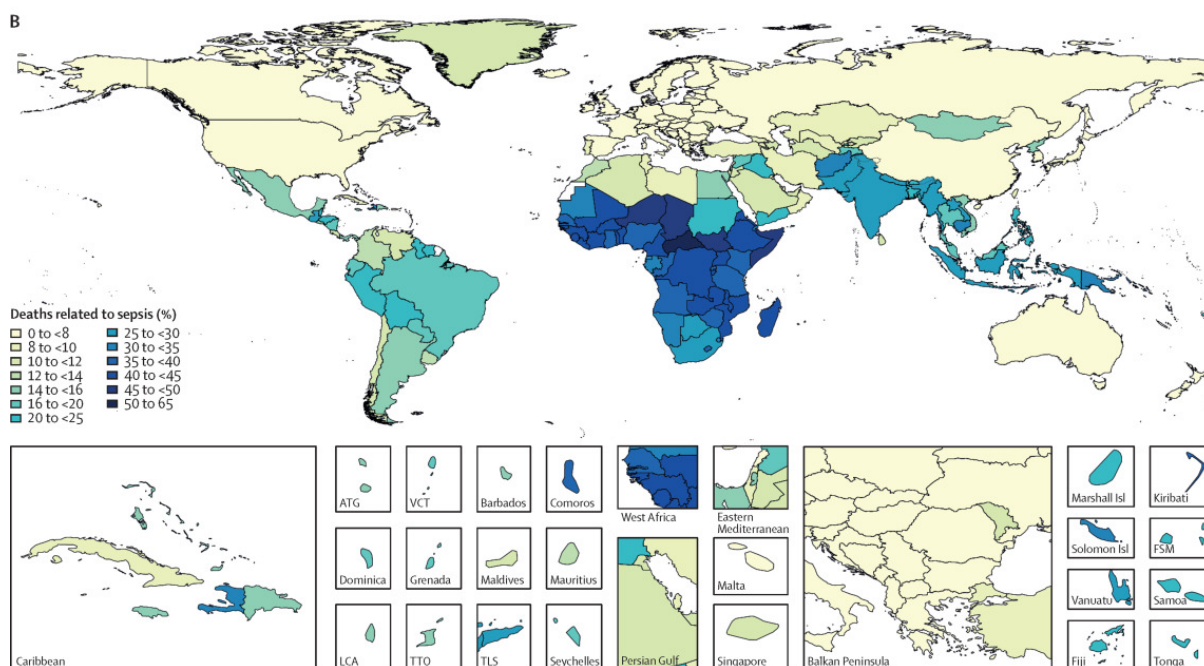 B
Deaths related to sepsis (%)
0 to <8
8 to <10
10 to <12
12 to <14
14 to <16
16 to <20
20 to <25
25 to <30
30 to <35
35 to <40
40 to <45
45 to <50
50 to 65
Caribbean
ATG
VCT
Barbados
Comoros
Dominica
Grenada
Maldives
Mauritius
LCA
TTO
TLS
Seychelles
West Africa
Eastern
Mediterranean
Persian Gulf
Malta
Singapore
Balkan Peninsula
Marshall Isl
Kiribati
Solomon Isl
FSM
Vanuatu
Samoa
Fiji
Tonga